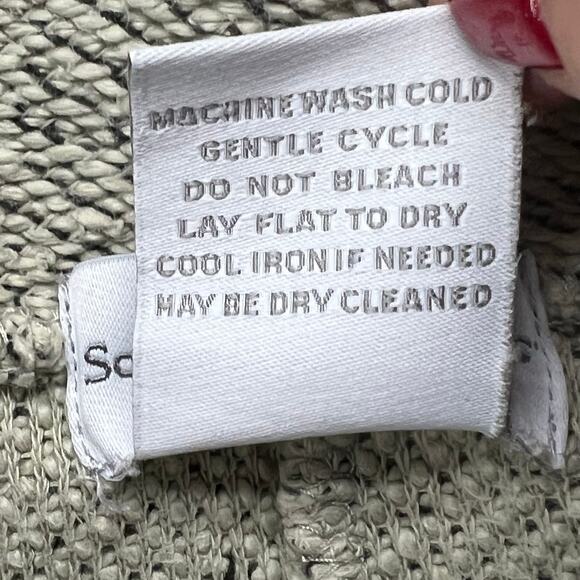 MACHINE WASH COLD
GENTLE CYCLE
DO NOT BLEACH
LAY FLAT TO DRY
COOL IRON IF NEEDED
MAY BE DRY CLEANED